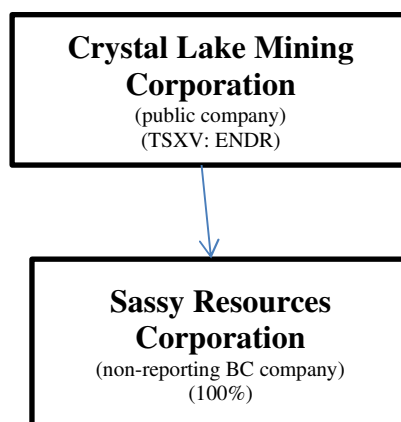 Crystal Lake Mining
Corporation
(public company)
(TSXV: ENDR)
Sassy Resources
Corporation
(non-reporting BC company)
(100%)